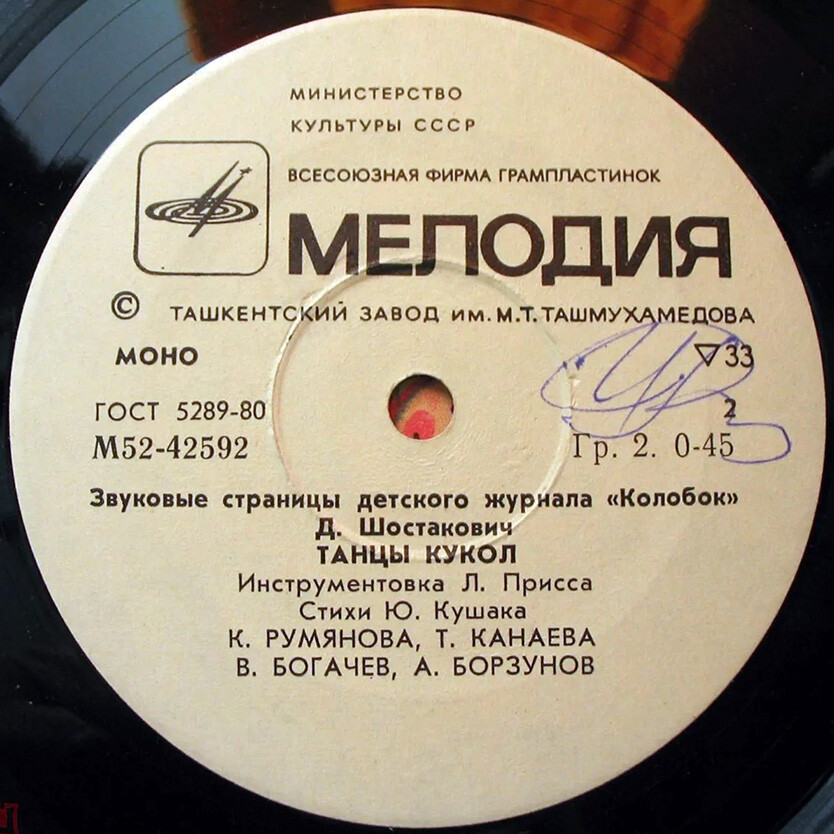 МИНИСТЕРСТВО
КУЛЬТУРЫ СССР
ВСЕСОЮЗНАЯ ФИРМА ГРАМПЛАСТИНОК
МЕЛОДИЯ
© ТАШКЕНТСКИЙ ЗАВОД им. М.Т. ТАШМУХАМЕДОВА
МОНО ▽33
ГОСТ 5289-80 2
М52-42592 Гр. 2. 0-45
Звуковые страницы детского журнала «Колобок»
Д. Шостакович
ТАНЦЫ КУКОЛ
Инструментовка Л. Присса
Стихи Ю. Кушака
К. РУМЯНОВА, Т. КАНАЕВА
В. БОГАЧЕВ, А. БОРЗУНОВ